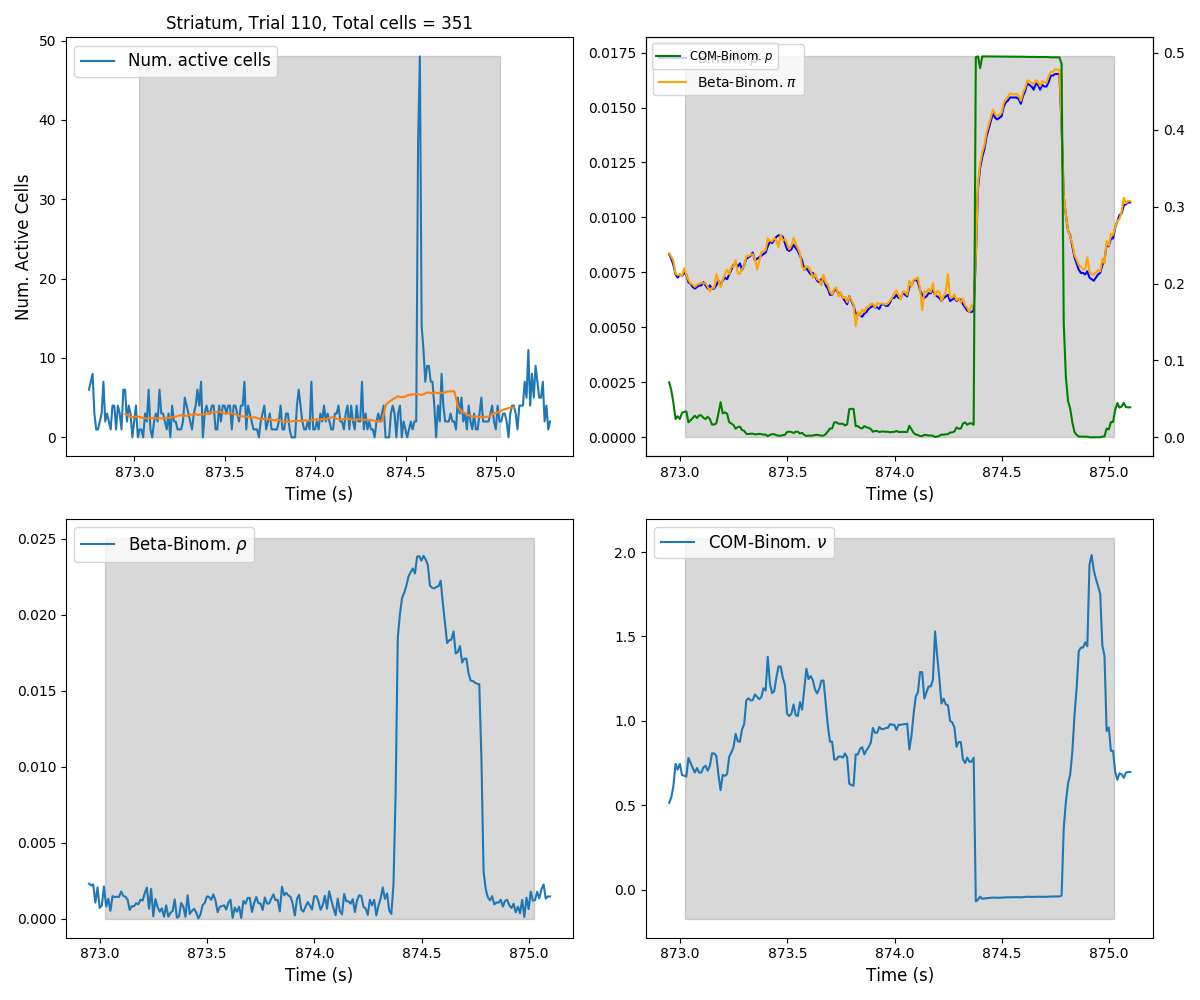 Striatum, Trial 110, Total cells = 351
Num. active cells
Num. Active Cells
50
40
30
20
10
0
873.0 873.5 874.0 874.5 875.0
Time (s)
COM-Binom. p
Beta-Binom. π
0.0175
0.0150
0.0125
0.0100
0.0075
0.0050
0.0025
0.0000
0.5
0.4
0.3
0.2
0.1
0.0
873.0 873.5 874.0 874.5 875.0
Time (s)
Beta-Binom. ρ
0.025
0.020
0.015
0.010
0.005
0.000
873.0 873.5 874.0 874.5 875.0
Time (s)
COM-Binom. ν
2.0
1.5
1.0
0.5
0.0
873.0 873.5 874.0 874.5 875.0
Time (s)